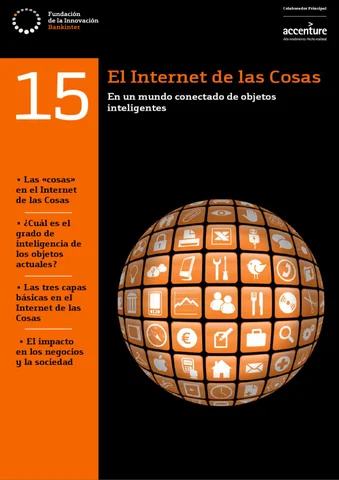 Fundación
de la Innovación
Bankinter
Colaborador Principal
accenture
15
El Internet de las Cosas
En un mundo conectado de objetos
inteligentes
• Las «cosas»
en el Internet
de las Cosas
• ¿Cuál es el
grado de
inteligencia de
los objetos
actuales?
• Las tres capas
básicas en el
Internet de las
Cosas
• El impacto
en los negocios
y la sociedad